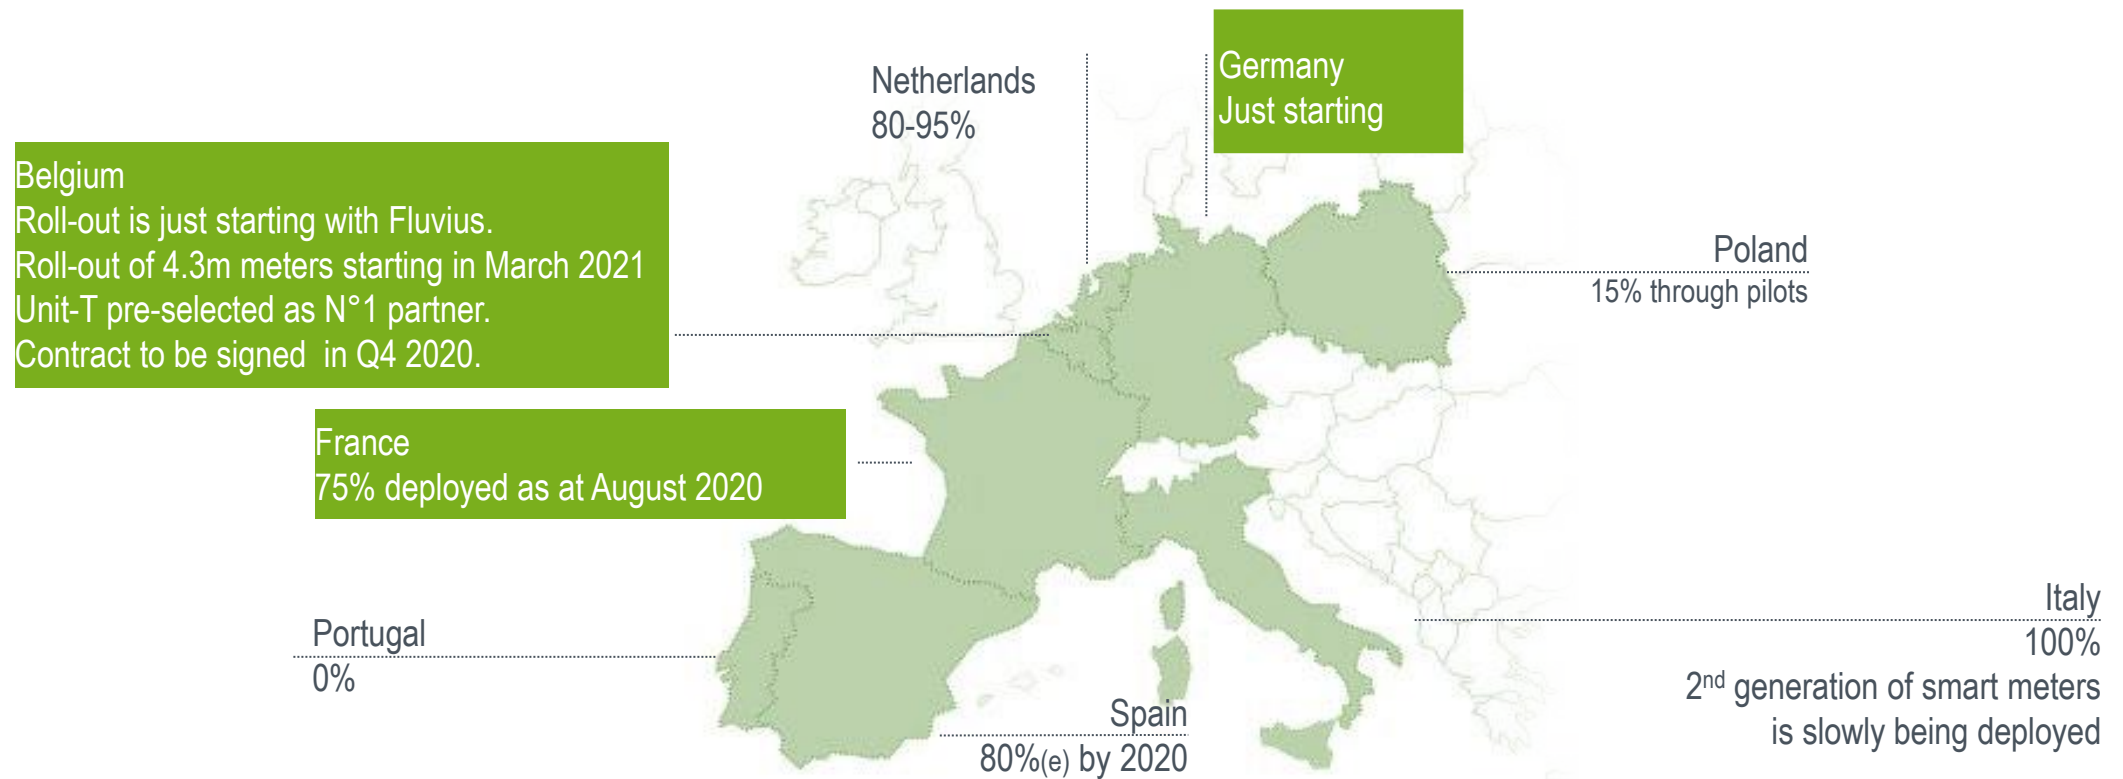 Netherlands
80-95%
Germany
Just starting
Belgium
Roll-out is just starting with Fluvius.
Roll-out of 4.3m meters starting in March 2021
Unit-T pre-selected as N°1 partner.
Contract to be signed in Q4 2020.
Poland
15% through pilots
France
75% deployed as at August 2020
Portugal
0%
Italy
100%
2nd generation of smart meters
is slowly being deployed
Spain
80%(e) by 2020